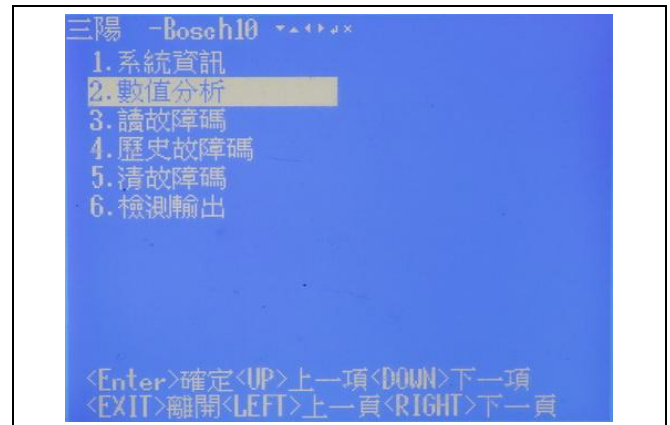 三陽 -Bosch10 ▼▲◀▶↲×
1.系統資訊
2.數值分析
3.讀故障碼
4.歷史故障碼
5.清故障碼
6.檢測輸出
<Enter>確定<UP>上一項<DOWN>下一項
<EXIT>離開<LEFT>上一頁<RIGHT>下一頁